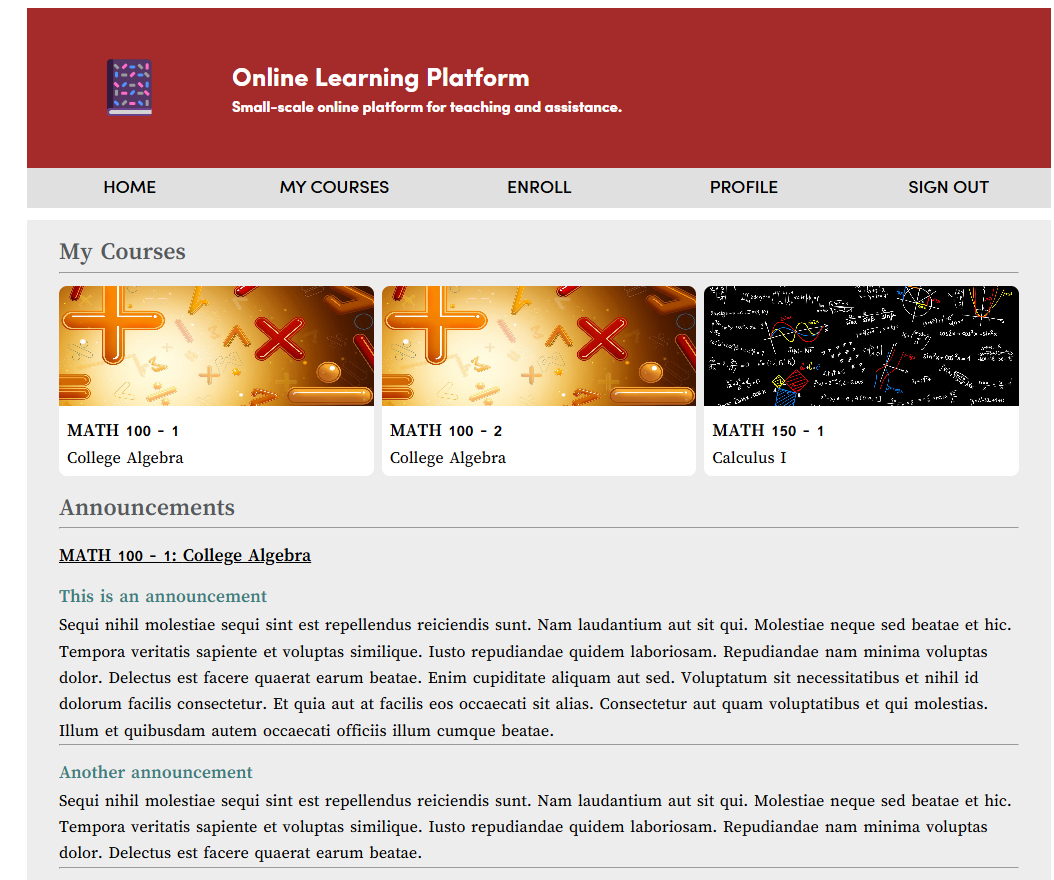 Online Learning Platform
Small-scale online platform for teaching and assistance.
HOME MY COURSES ENROLL PROFILE SIGN OUT
My Courses
MATH 100 - 1
College Algebra
MATH 100 - 2
College Algebra
MATH 150 - 1
Calculus I
Announcements
MATH 100 - 1: College Algebra
This is an announcement
Sequi nihil molestiae sequi sint est repellendus reiciendis sunt. Nam laudantium aut sit qui. Molestiae neque sed beatae et hic.
Tempora veritatis sapiente et voluptas similique. Iusto repudiandae quidem laboriosam. Repudiandae nam minima voluptas
dolor. Delectus est facere quaerat earum beatae. Enim cupiditate aliquam aut sed. Voluptatum sit necessitatibus et nihil id
dolorum facilis consectetur. Et quia aut at facilis eos occaecati sit alias. Consectetur aut quam voluptatibus et qui molestias.
Illum et quibusdam autem occaecati officiis illum cumque beatae.
Another announcement
Sequi nihil molestiae sequi sint est repellendus reiciendis sunt. Nam laudantium aut sit qui. Molestiae neque sed beatae et hic.
Tempora veritatis sapiente et voluptas similique. Iusto repudiandae quidem laboriosam. Repudiandae nam minima voluptas
dolor. Delectus est facere quaerat earum beatae.